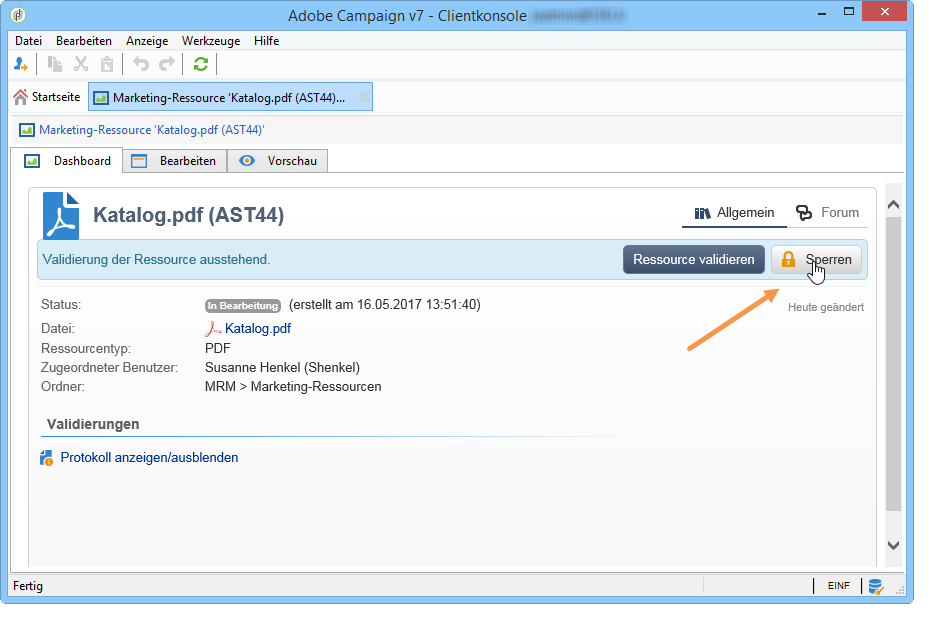 Adobe Campaign v7 - Clientkonsole
Datei Bearbeiten Anzeige Werkzeuge Hilfe
Startseite Marketing-Ressource 'Katalog.pdf (AST44)...
Marketing-Ressource 'Katalog.pdf (AST44)'
Dashboard Bearbeiten Vorschau
Katalog.pdf (AST44) Allgemein Forum
Validierung der Ressource ausstehend. Ressource validieren Sperren
Status: In Bearbeitung (erstellt am 16.05.2017 13:51:40) Heute geändert
Datei: Katalog.pdf
Ressourcentyp: PDF
Zugeordneter Benutzer: Susanne Henkel (Shenkel)
Ordner: MRM > Marketing-Ressourcen
Validierungen
Protokoll anzeigen/ausblenden
Fertig EINF